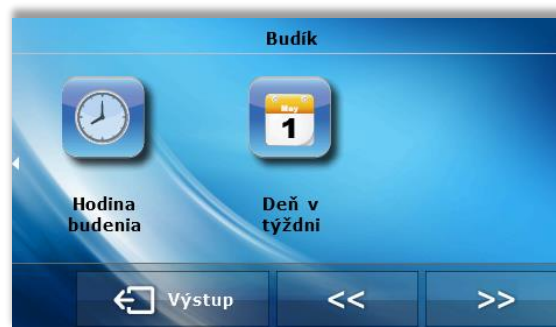 Budík
May
1
Hodina
budenia
Deň v
týždni
Výstup
<<
>>